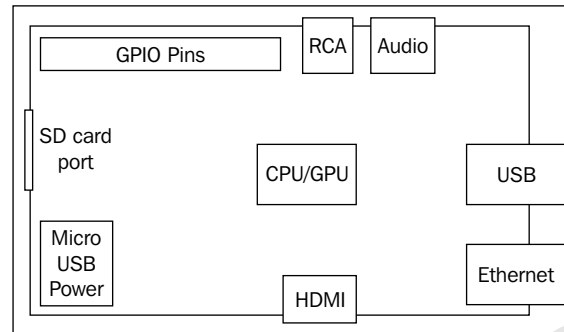 GPIO Pins
RCA
Audio
SD card
port
CPU/GPU
USB
Micro
USB
Power
HDMI
Ethernet